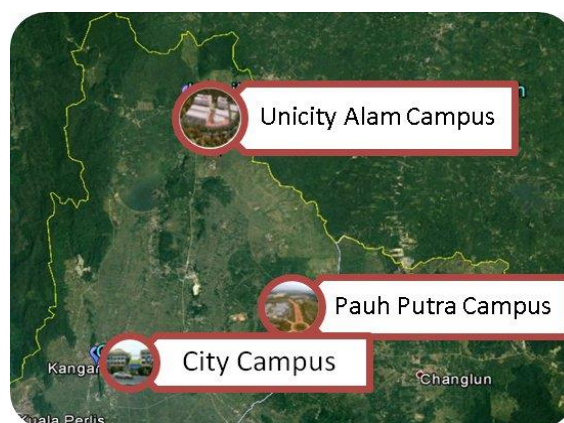 Unicity Alam Campus
Pauh Putra Campus
City Campus
Kangar
Changlun
Kuala Perlis